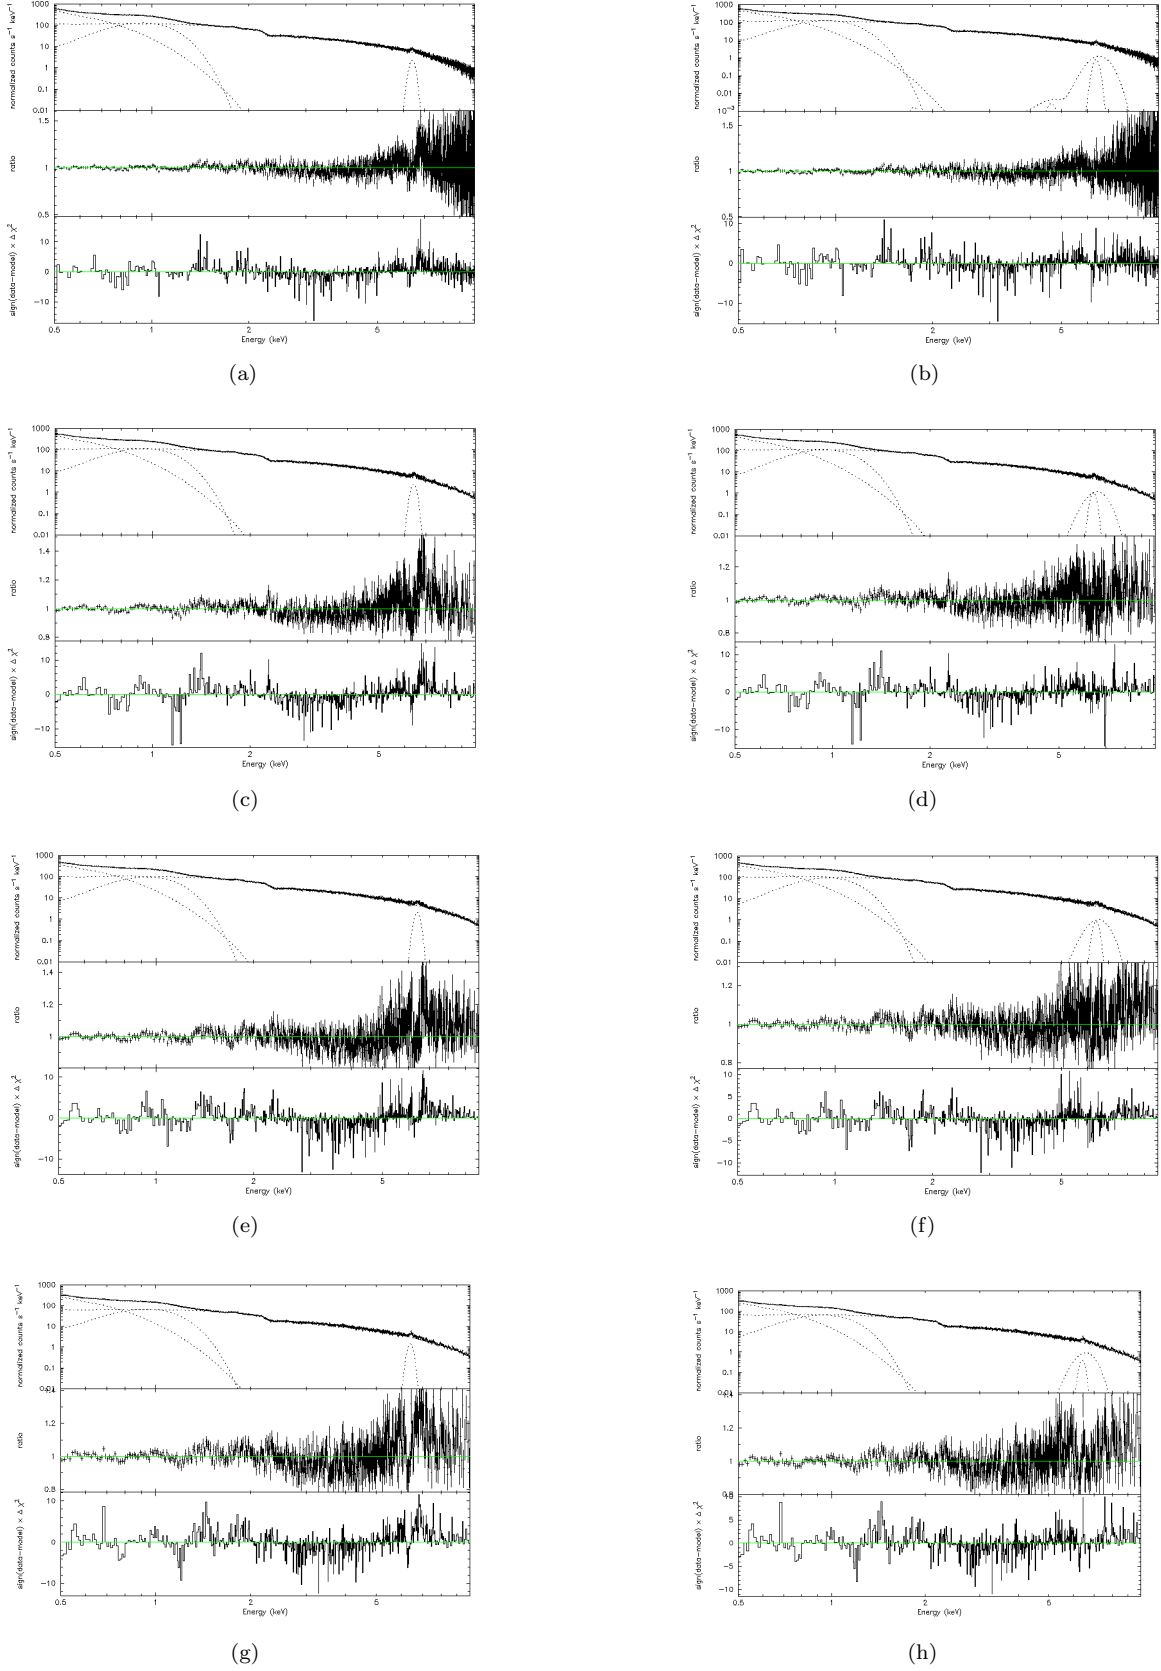 normalized counts s⁻¹ keV⁻¹
1000
100
10
1
0.1
0.01
ratio
1.5
1
0.5
sign(data−model) × Δ χ²
10
0
−10
0.5 1 2 5
Energy (keV)
(a)
normalized counts s⁻¹ keV⁻¹
1000
100
10
1
0.1
0.01
10⁻³
ratio
1.5
1
0.5
sign(data−model) × Δ χ²
10
0
−10
0.5 1 2 5
Energy (keV)
(b)
normalized counts s⁻¹ keV⁻¹
1000
100
10
1
0.1
0.01
ratio
1.4
1.2
1
0.8
sign(data−model) × Δ χ²
10
0
−10
0.5 1 2 5
Energy (keV)
(c)
normalized counts s⁻¹ keV⁻¹
1000
100
10
1
0.1
0.01
ratio
1.2
1
0.8
sign(data−model) × Δ χ²
10
0
−10
0.5 1 2 5
Energy (keV)
(d)
normalized counts s⁻¹ keV⁻¹
1000
100
10
1
0.1
0.01
ratio
1.4
1.2
1
sign(data−model) × Δ χ²
10
0
−10
0.5 1 2 5
Energy (keV)
(e)
normalized counts s⁻¹ keV⁻¹
1000
100
10
1
0.1
0.01
ratio
1.2
1
0.8
sign(data−model) × Δ χ²
10
5
0
−5
−10
0.5 1 2 5
Energy (keV)
(f)
normalized counts s⁻¹ keV⁻¹
1000
100
10
1
0.1
0.01
ratio
1.4
1.2
1
0.8
sign(data−model) × Δ χ²
10
0
−10
0.5 1 2 5
Energy (keV)
(g)
normalized counts s⁻¹ keV⁻¹
1000
100
10
1
0.1
0.01
ratio
1.4
1.2
1
0.8
sign(data−model) × Δ χ²
10
5
0
−5
−10
0.5 1 2 5
Energy (keV)
(h)